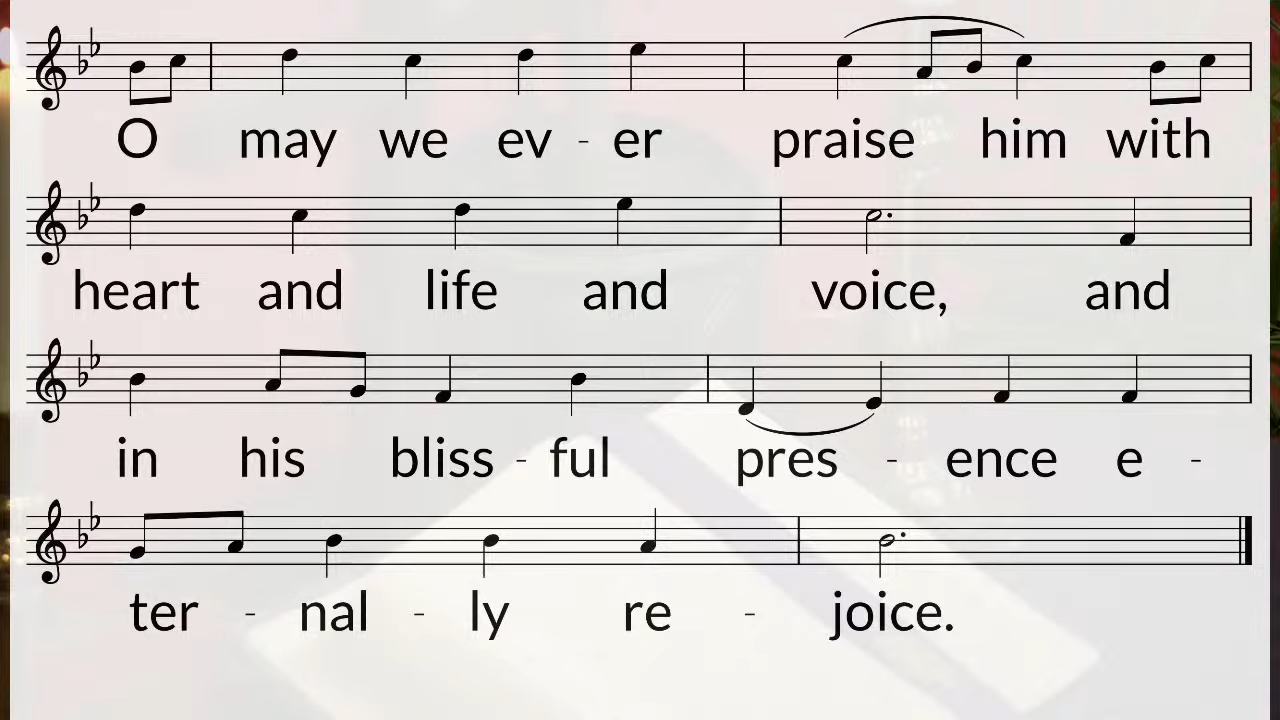 O may we ev - er praise him with
heart and life and voice, and
in his bliss - ful pres - ence e -
ter - nal - ly re - joice.